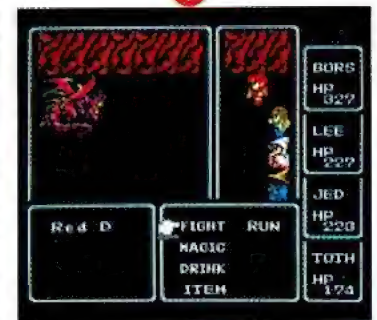 BORS
HP
327
LEE
HP
227
JED
HP
220
TOTH
HP
174
Red D
FIGHT RUN
MAGIC
DRINK
ITEM